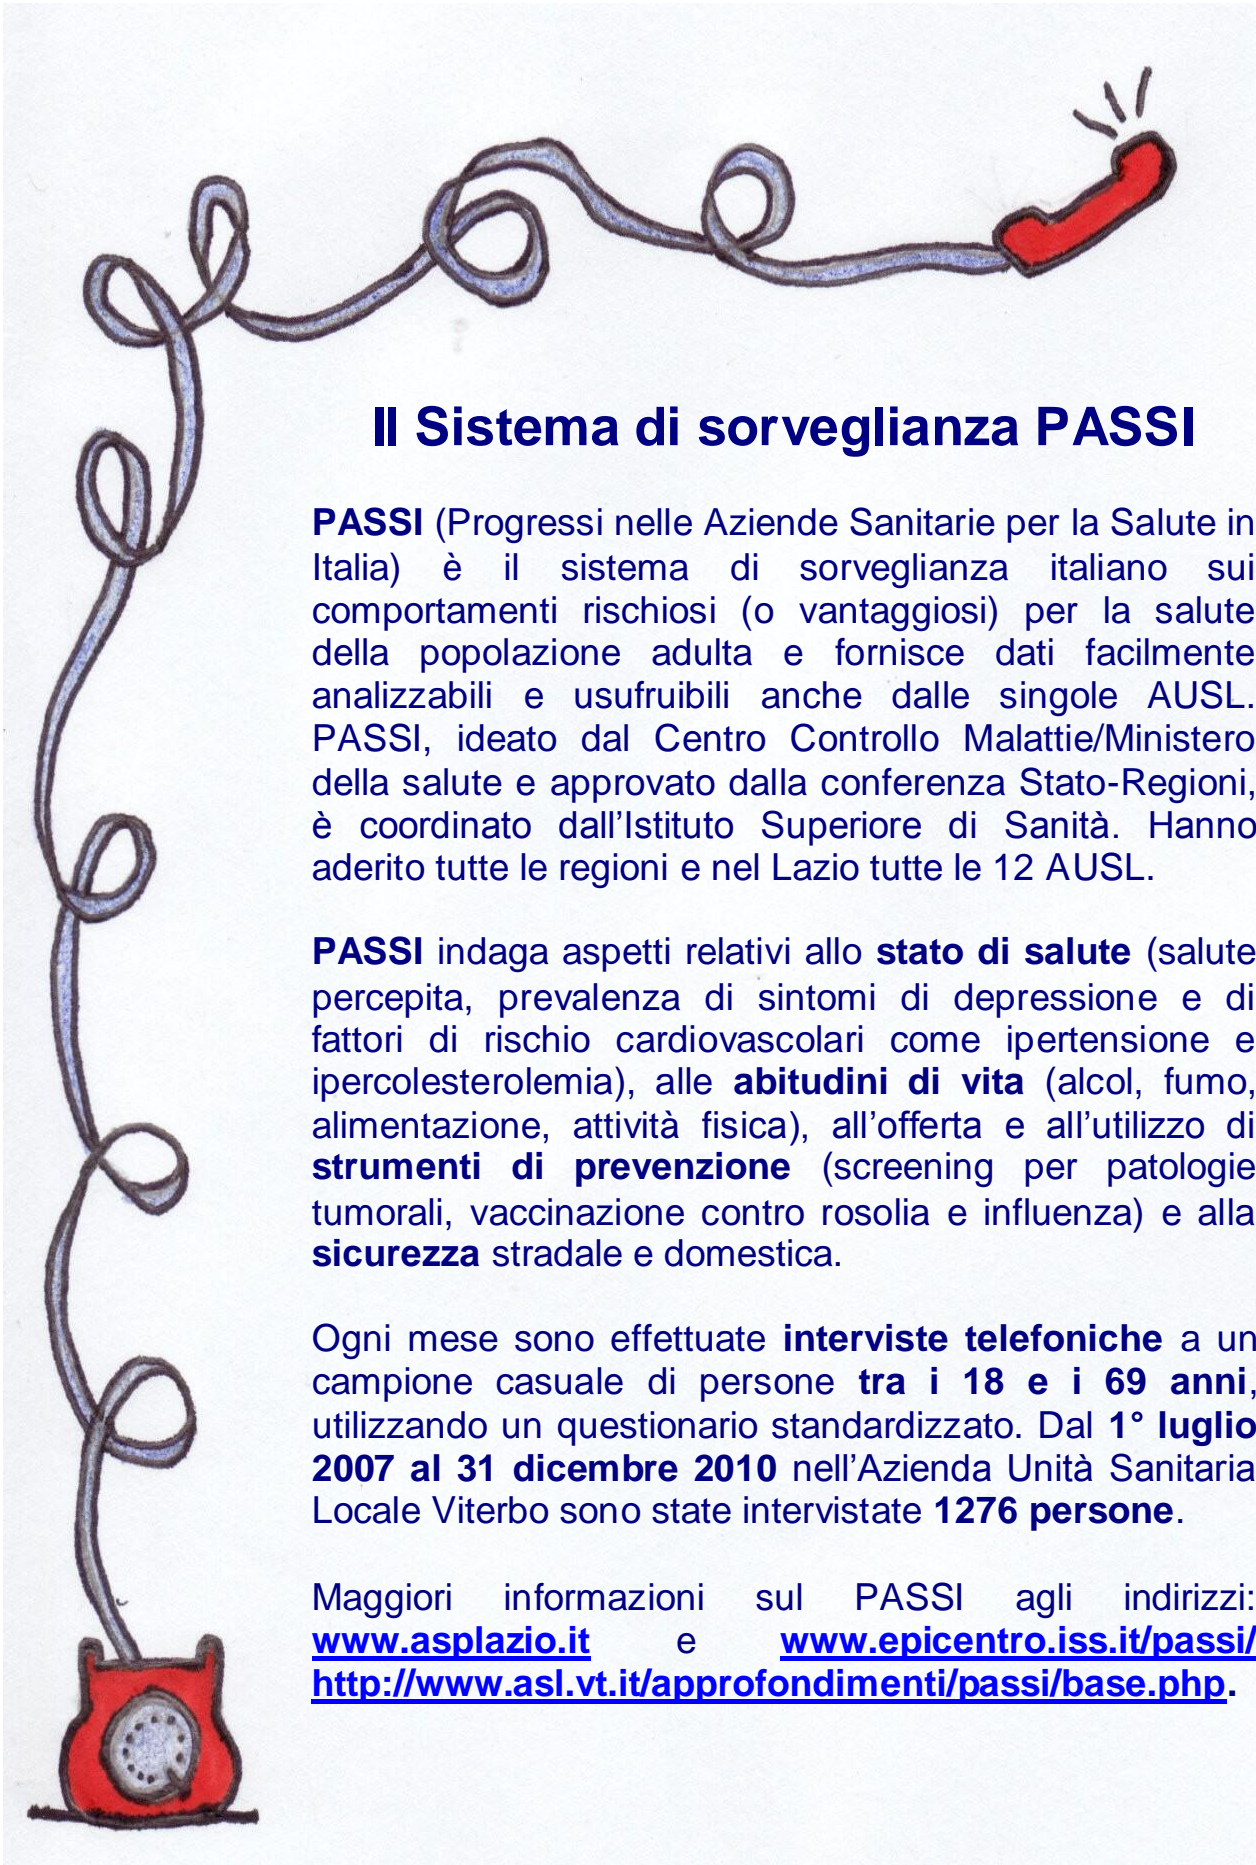 Il Sistema di sorveglianza PASSI
PASSI (Progressi nelle Aziende Sanitarie per la Salute in
Italia) è il sistema di sorveglianza italiano sui
comportamenti rischiosi (o vantaggiosi) per la salute
della popolazione adulta e fornisce dati facilmente
analizzabili e usufruibili anche dalle singole AUSL.
PASSI, ideato dal Centro Controllo Malattie/Ministero
della salute e approvato dalla conferenza Stato-Regioni,
è coordinato dall’Istituto Superiore di Sanità. Hanno
aderito tutte le regioni e nel Lazio tutte le 12 AUSL.
PASSI indaga aspetti relativi allo stato di salute (salute
percepita, prevalenza di sintomi di depressione e di
fattori di rischio cardiovascolari come ipertensione e
ipercolesterolemia), alle abitudini di vita (alcol, fumo,
alimentazione, attività fisica), all’offerta e all’utilizzo di
strumenti di prevenzione (screening per patologie
tumorali, vaccinazione contro rosolia e influenza) e alla
sicurezza stradale e domestica.
Ogni mese sono effettuate interviste telefoniche a un
campione casuale di persone tra i 18 e i 69 anni,
utilizzando un questionario standardizzato. Dal 1° luglio
2007 al 31 dicembre 2010 nell’Azienda Unità Sanitaria
Locale Viterbo sono state intervistate 1276 persone.
Maggiori informazioni sul PASSI agli indirizzi:
www.asplazio.it e www.epicentro.iss.it/passi/
http://www.asl.vt.it/approfondimenti/passi/base.php.